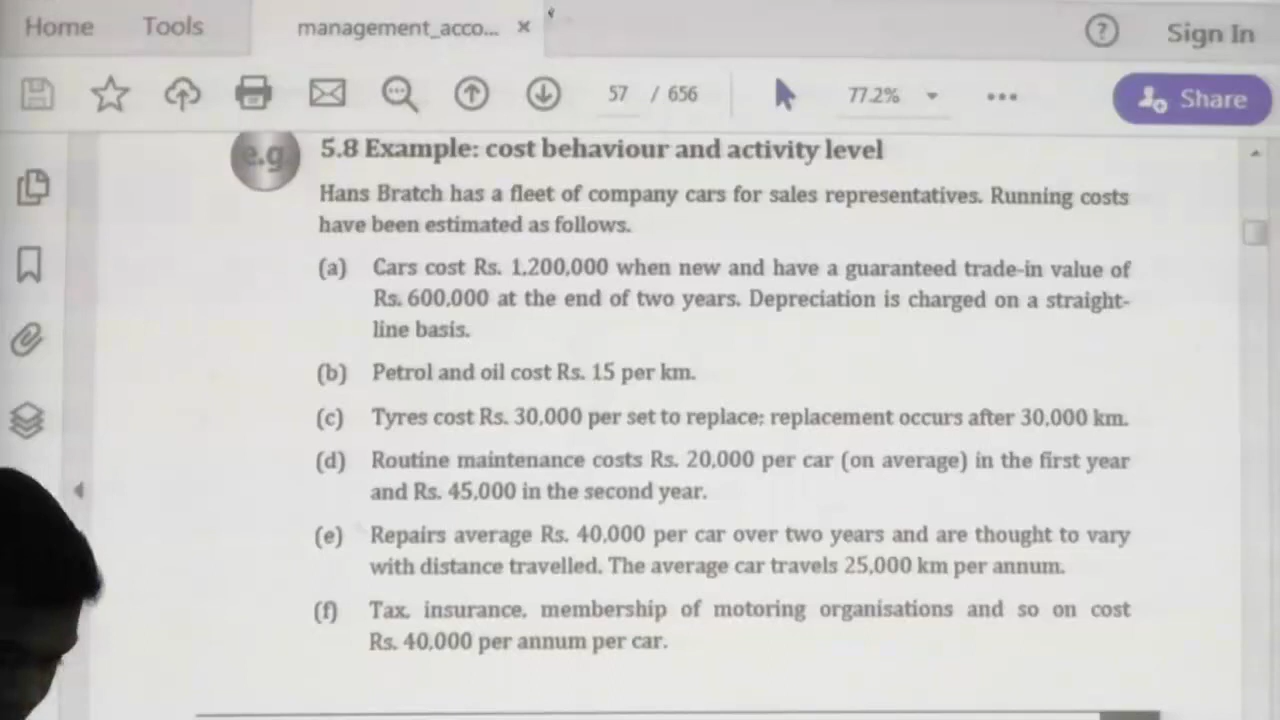 Home Tools management_acco... × ? Sign In
57 / 656 77.2% Share
e.g 5.8 Example: cost behaviour and activity level
Hans Bratch has a fleet of company cars for sales representatives. Running costs
have been estimated as follows.
(a) Cars cost Rs. 1,200,000 when new and have a guaranteed trade-in value of
Rs. 600,000 at the end of two years. Depreciation is charged on a straight-
line basis.
(b) Petrol and oil cost Rs. 15 per km.
(c) Tyres cost Rs. 30,000 per set to replace; replacement occurs after 30,000 km.
(d) Routine maintenance costs Rs. 20,000 per car (on average) in the first year
and Rs. 45,000 in the second year.
(e) Repairs average Rs. 40,000 per car over two years and are thought to vary
with distance travelled. The average car travels 25,000 km per annum.
(f) Tax, insurance, membership of motoring organisations and so on cost
Rs. 40,000 per annum per car.